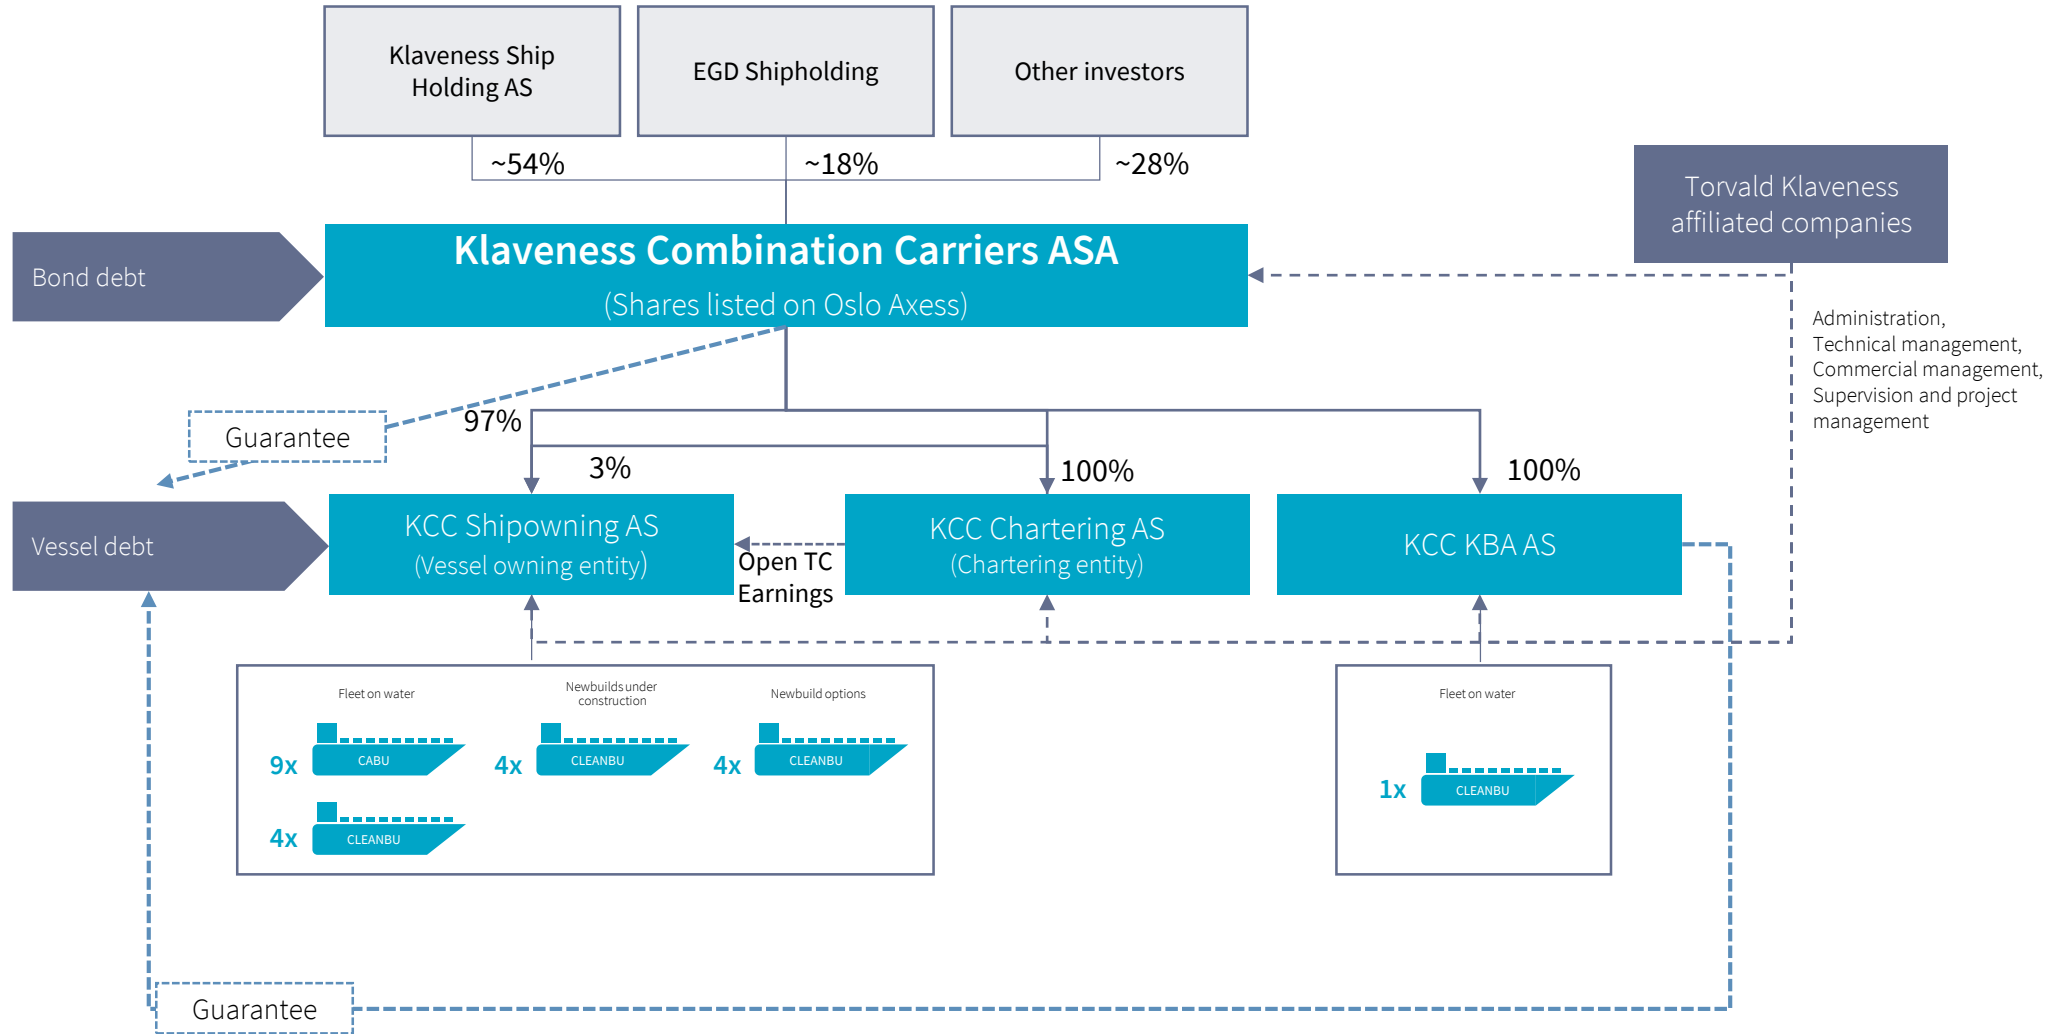 Klaveness Ship
Holding AS
EGD Shipholding
Other investors
~54%
~18%
~28%
Torvald Klaveness
affiliated companies
Bond debt
Klaveness Combination Carriers ASA
(Shares listed on Oslo Axess)
Administration,
Technical management,
Commercial management,
Supervision and project
management
Guarantee
97%
3%
100%
100%
Vessel debt
KCC Shipowning AS
(Vessel owning entity)
Open TC
Earnings
KCC Chartering AS
(Chartering entity)
KCC KBA AS
Fleet on water
Newbuilds under
construction
Newbuild options
Fleet on water
9x
CABU
4x
CLEANBU
4x
CLEANBU
1x
CLEANBU
4x
CLEANBU
Guarantee